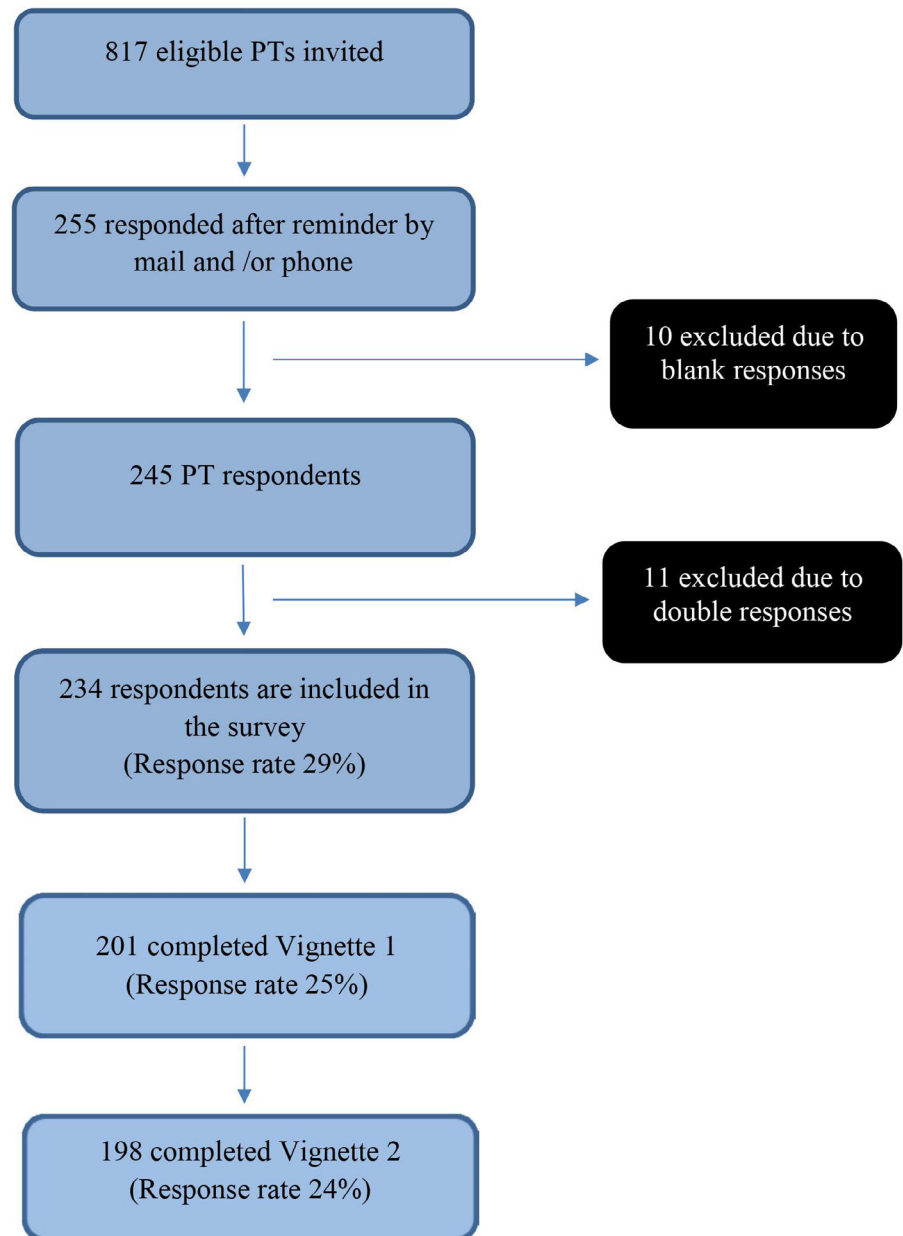 817 eligible PTs invited
255 responded after reminder by
mail and /or phone
10 excluded due to
blank responses
245 PT respondents
11 excluded due to
double responses
234 respondents are included in
the survey
(Response rate 29%)
201 completed Vignette 1
(Response rate 25%)
198 completed Vignette 2
(Response rate 24%)